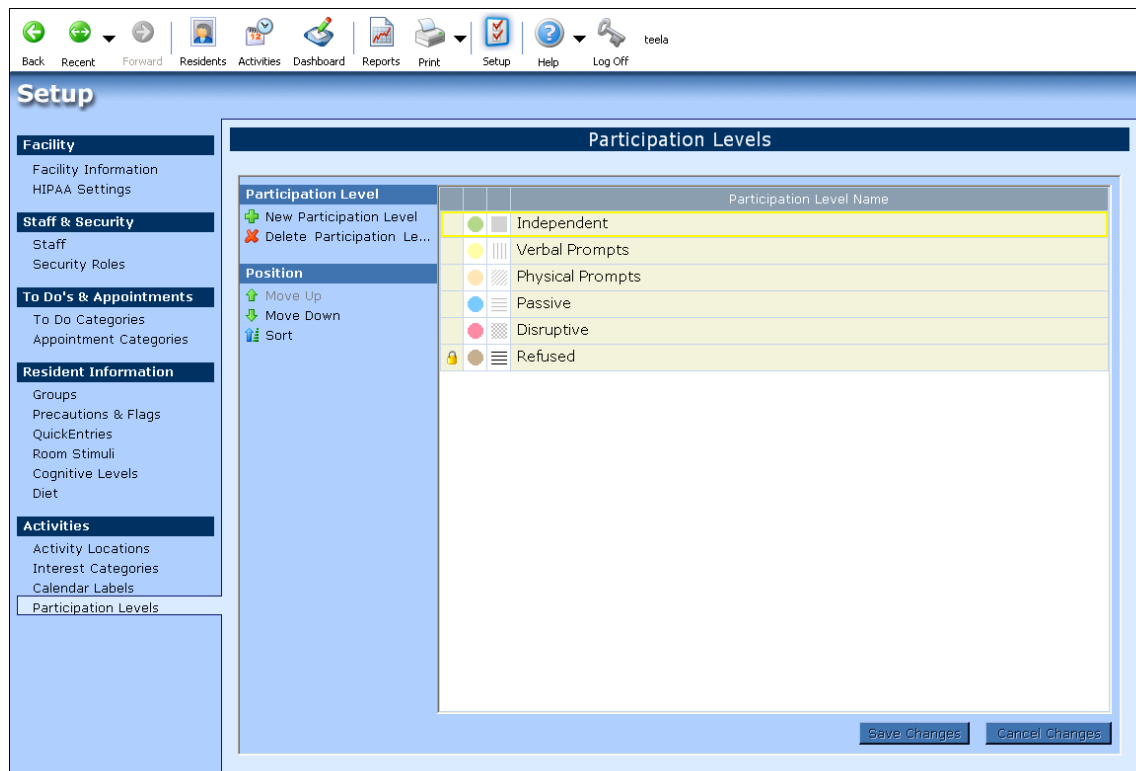 Back Recent Forward Residents Activities Dashboard Reports Print Setup Help Log Off teela
12
Setup
Facility
Facility Information
HIPAA Settings
Staff & Security
Staff
Security Roles
To Do's & Appointments
To Do Categories
Appointment Categories
Resident Information
Groups
Precautions & Flags
QuickEntries
Room Stimuli
Cognitive Levels
Diet
Activities
Activity Locations
Interest Categories
Calendar Labels
Participation Levels
Participation Levels
Participation Level
New Participation Level
Delete Participation Le...
Position
Move Up
Move Down
Sort
Participation Level Name
Independent
Verbal Prompts
Physical Prompts
Passive
Disruptive
Refused
Save Changes Cancel Changes